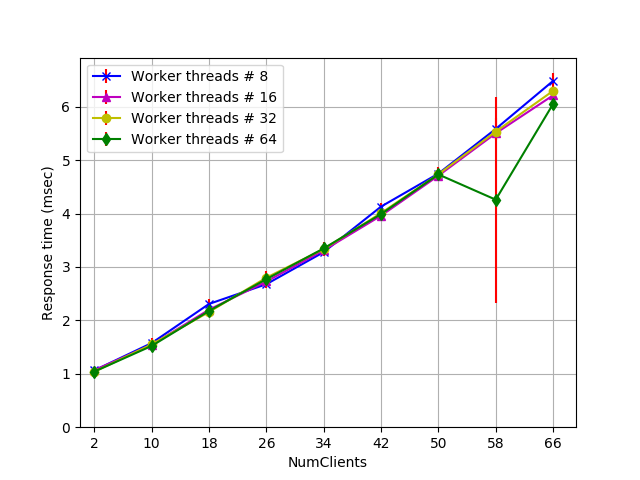 Worker threads # 8
Worker threads # 16
Worker threads # 32
Worker threads # 64
Response time (msec)
6
5
4
3
2
1
0
2 10 18 26 34 42 50 58 66
NumClients